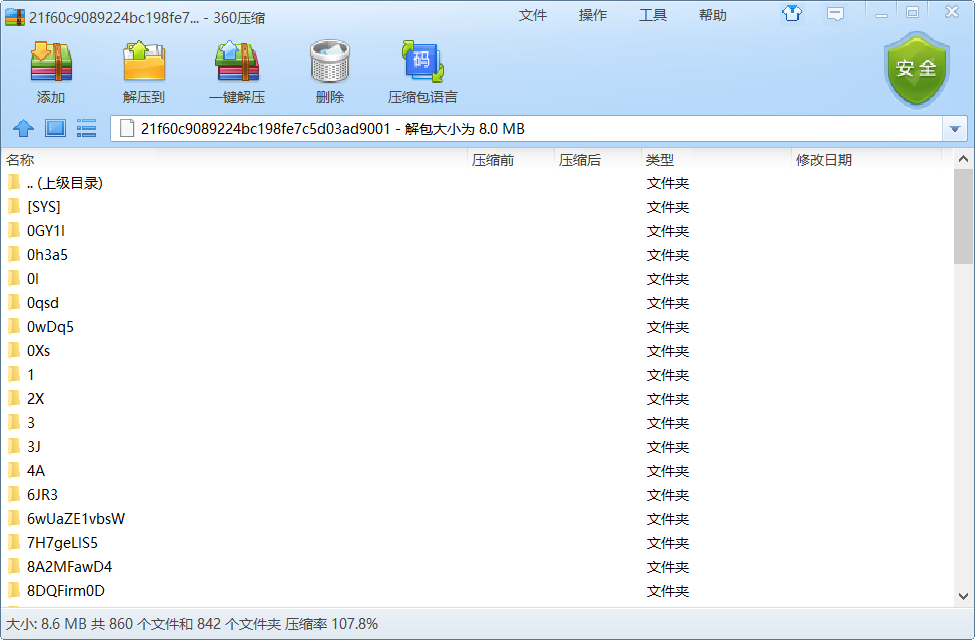 21f60c9089224bc198fe7... - 360压缩
文件 操作 工具 帮助
添加 解压到 一键解压 删除 压缩包语言
码
安全
21f60c9089224bc198fe7c5d03ad9001 - 解包大小为 8.0 MB
名称 压缩前 压缩后 类型 修改日期
.. (上级目录) 文件夹
[SYS] 文件夹
0GY1l 文件夹
0h3a5 文件夹
0l 文件夹
0qsd 文件夹
0wDq5 文件夹
0Xs 文件夹
1 文件夹
2X 文件夹
3 文件夹
3J 文件夹
4A 文件夹
6JR3 文件夹
6wUaZE1vbsW 文件夹
7H7geLlS5 文件夹
8A2MFawD4 文件夹
8DQFirm0D 文件夹
大小: 8.6 MB 共 860 个文件和 842 个文件夹 压缩率 107.8%